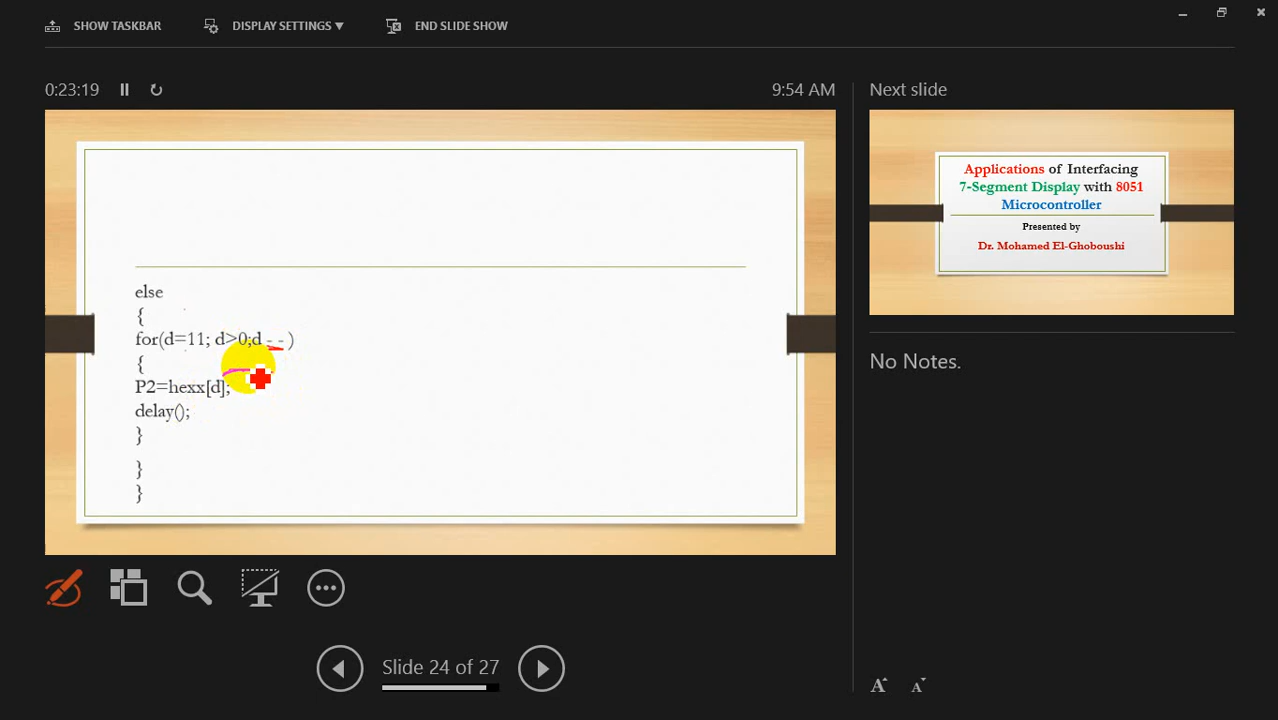 SHOW TASKBAR
DISPLAY SETTINGS ▼
END SLIDE SHOW
0:23:19
9:54 AM
Next slide
else
{
for(d=11; d>0;d - - )
{
P2=hexx[d];
delay();
}
}
}
Applications of Interfacing
7-Segment Display with 8051
Microcontroller
Presented by
Dr. Mohamed El-Ghoboushi
No Notes.
Slide 24 of 27
A A